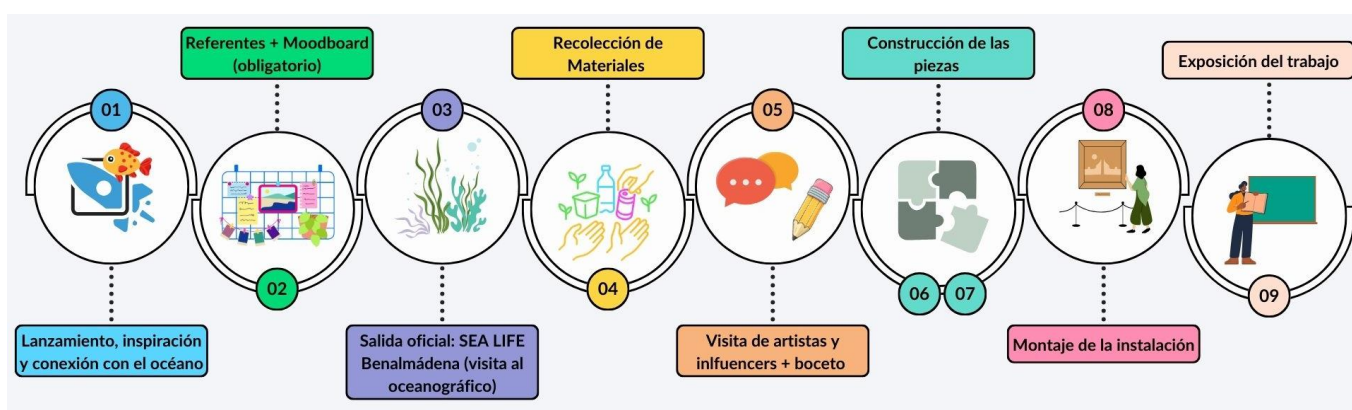 01
Lanzamiento, inspiración
y conexión con el océano
Referentes + Moodboard
(obligatorio)
02
03
Salida oficial: SEA LIFE
Benalmádena (visita al
oceanográfico)
Recolección de
Materiales
04
05
Visita de artistas y
inlfuencers + boceto
Construcción de las
piezas
06
07
08
Montaje de la instalación
Exposición del trabajo
09